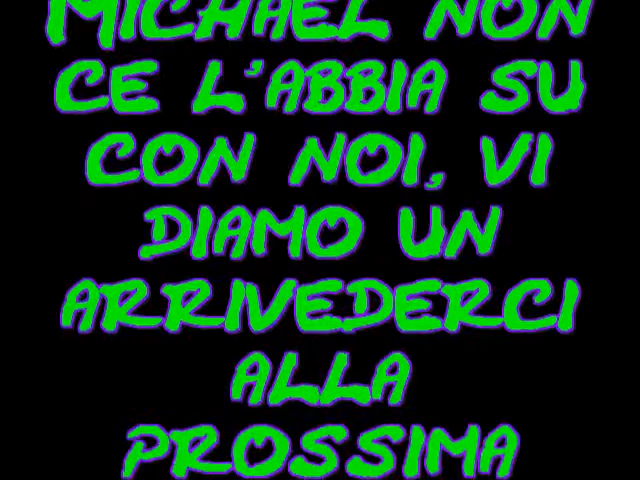 MICHAEL NON
CE L'ABBIA SU
CON NOI, VI
DIAMO UN
ARRIVEDERCI
ALLA
PROSSIMA